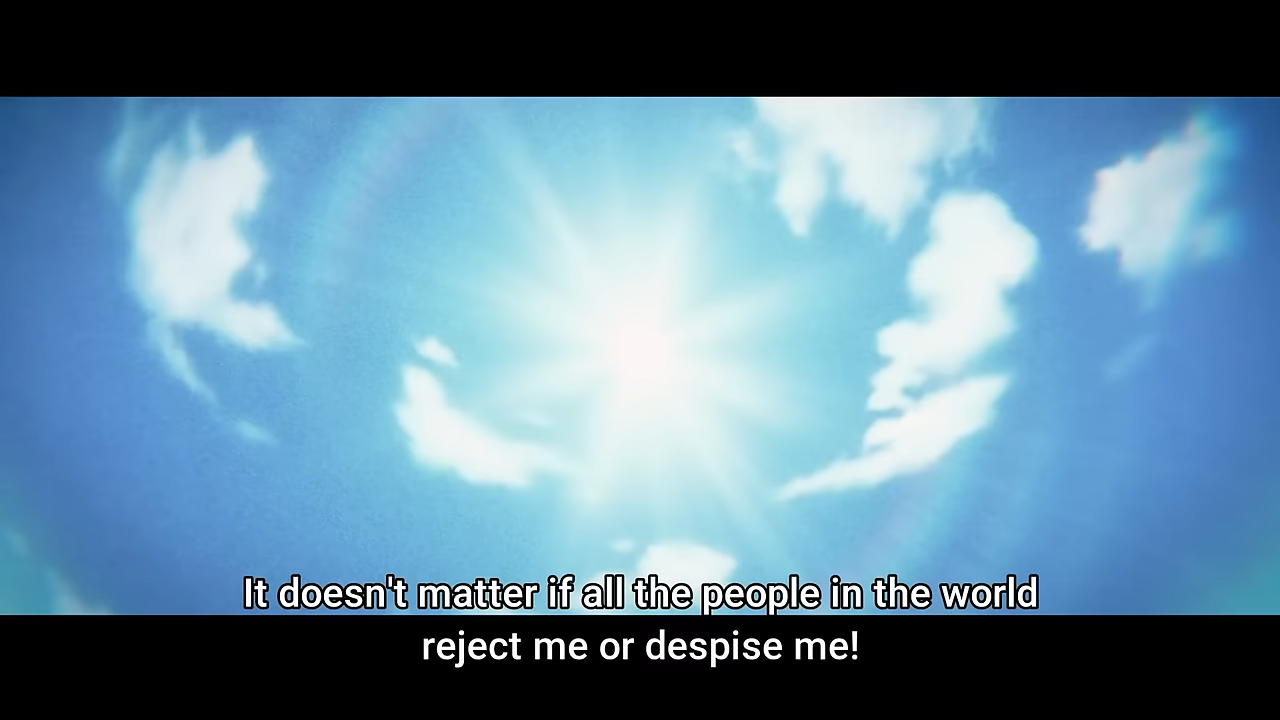 It doesn't matter if all the people in the world
reject me or despise me!